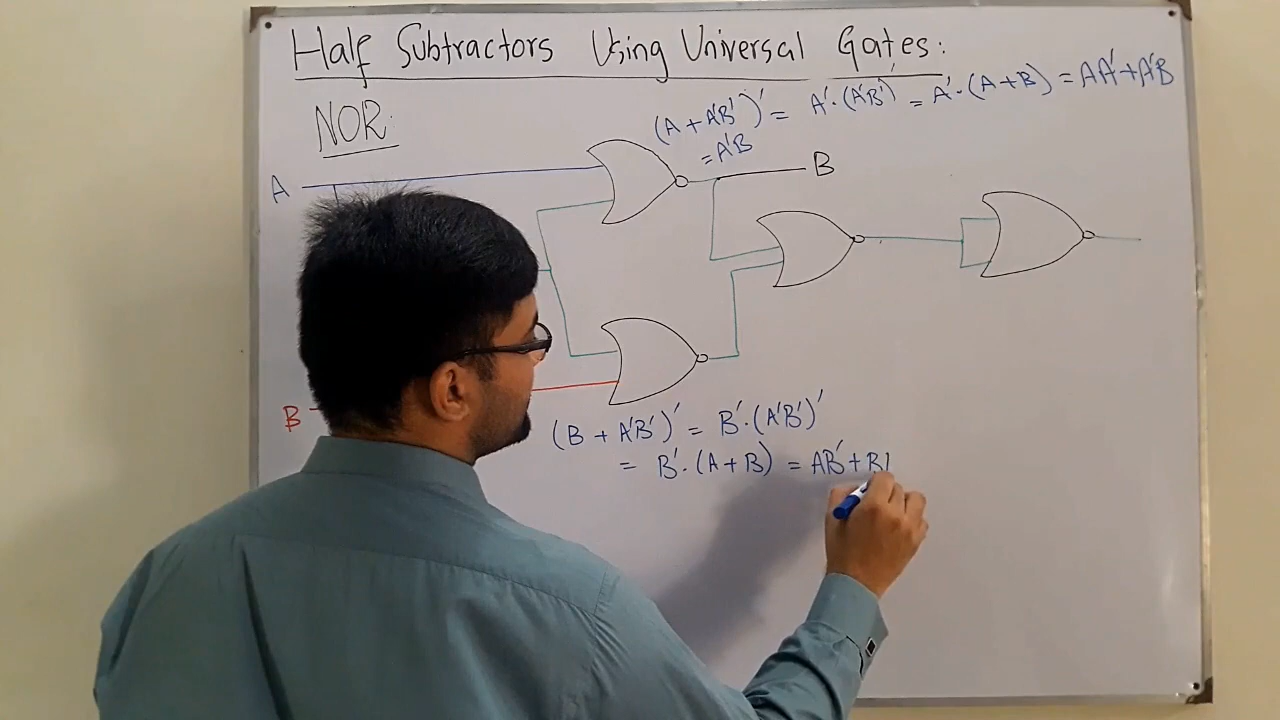 Half Subtractors Using Universal Gates:
NOR:
(A + A'B')' = A'·(A'B')' = A'·(A+B) = AA'+A'B
= A'B
A
B
B
(B + A'B')' = B'·(A'B')'
= B'·(A+B) = AB'+B